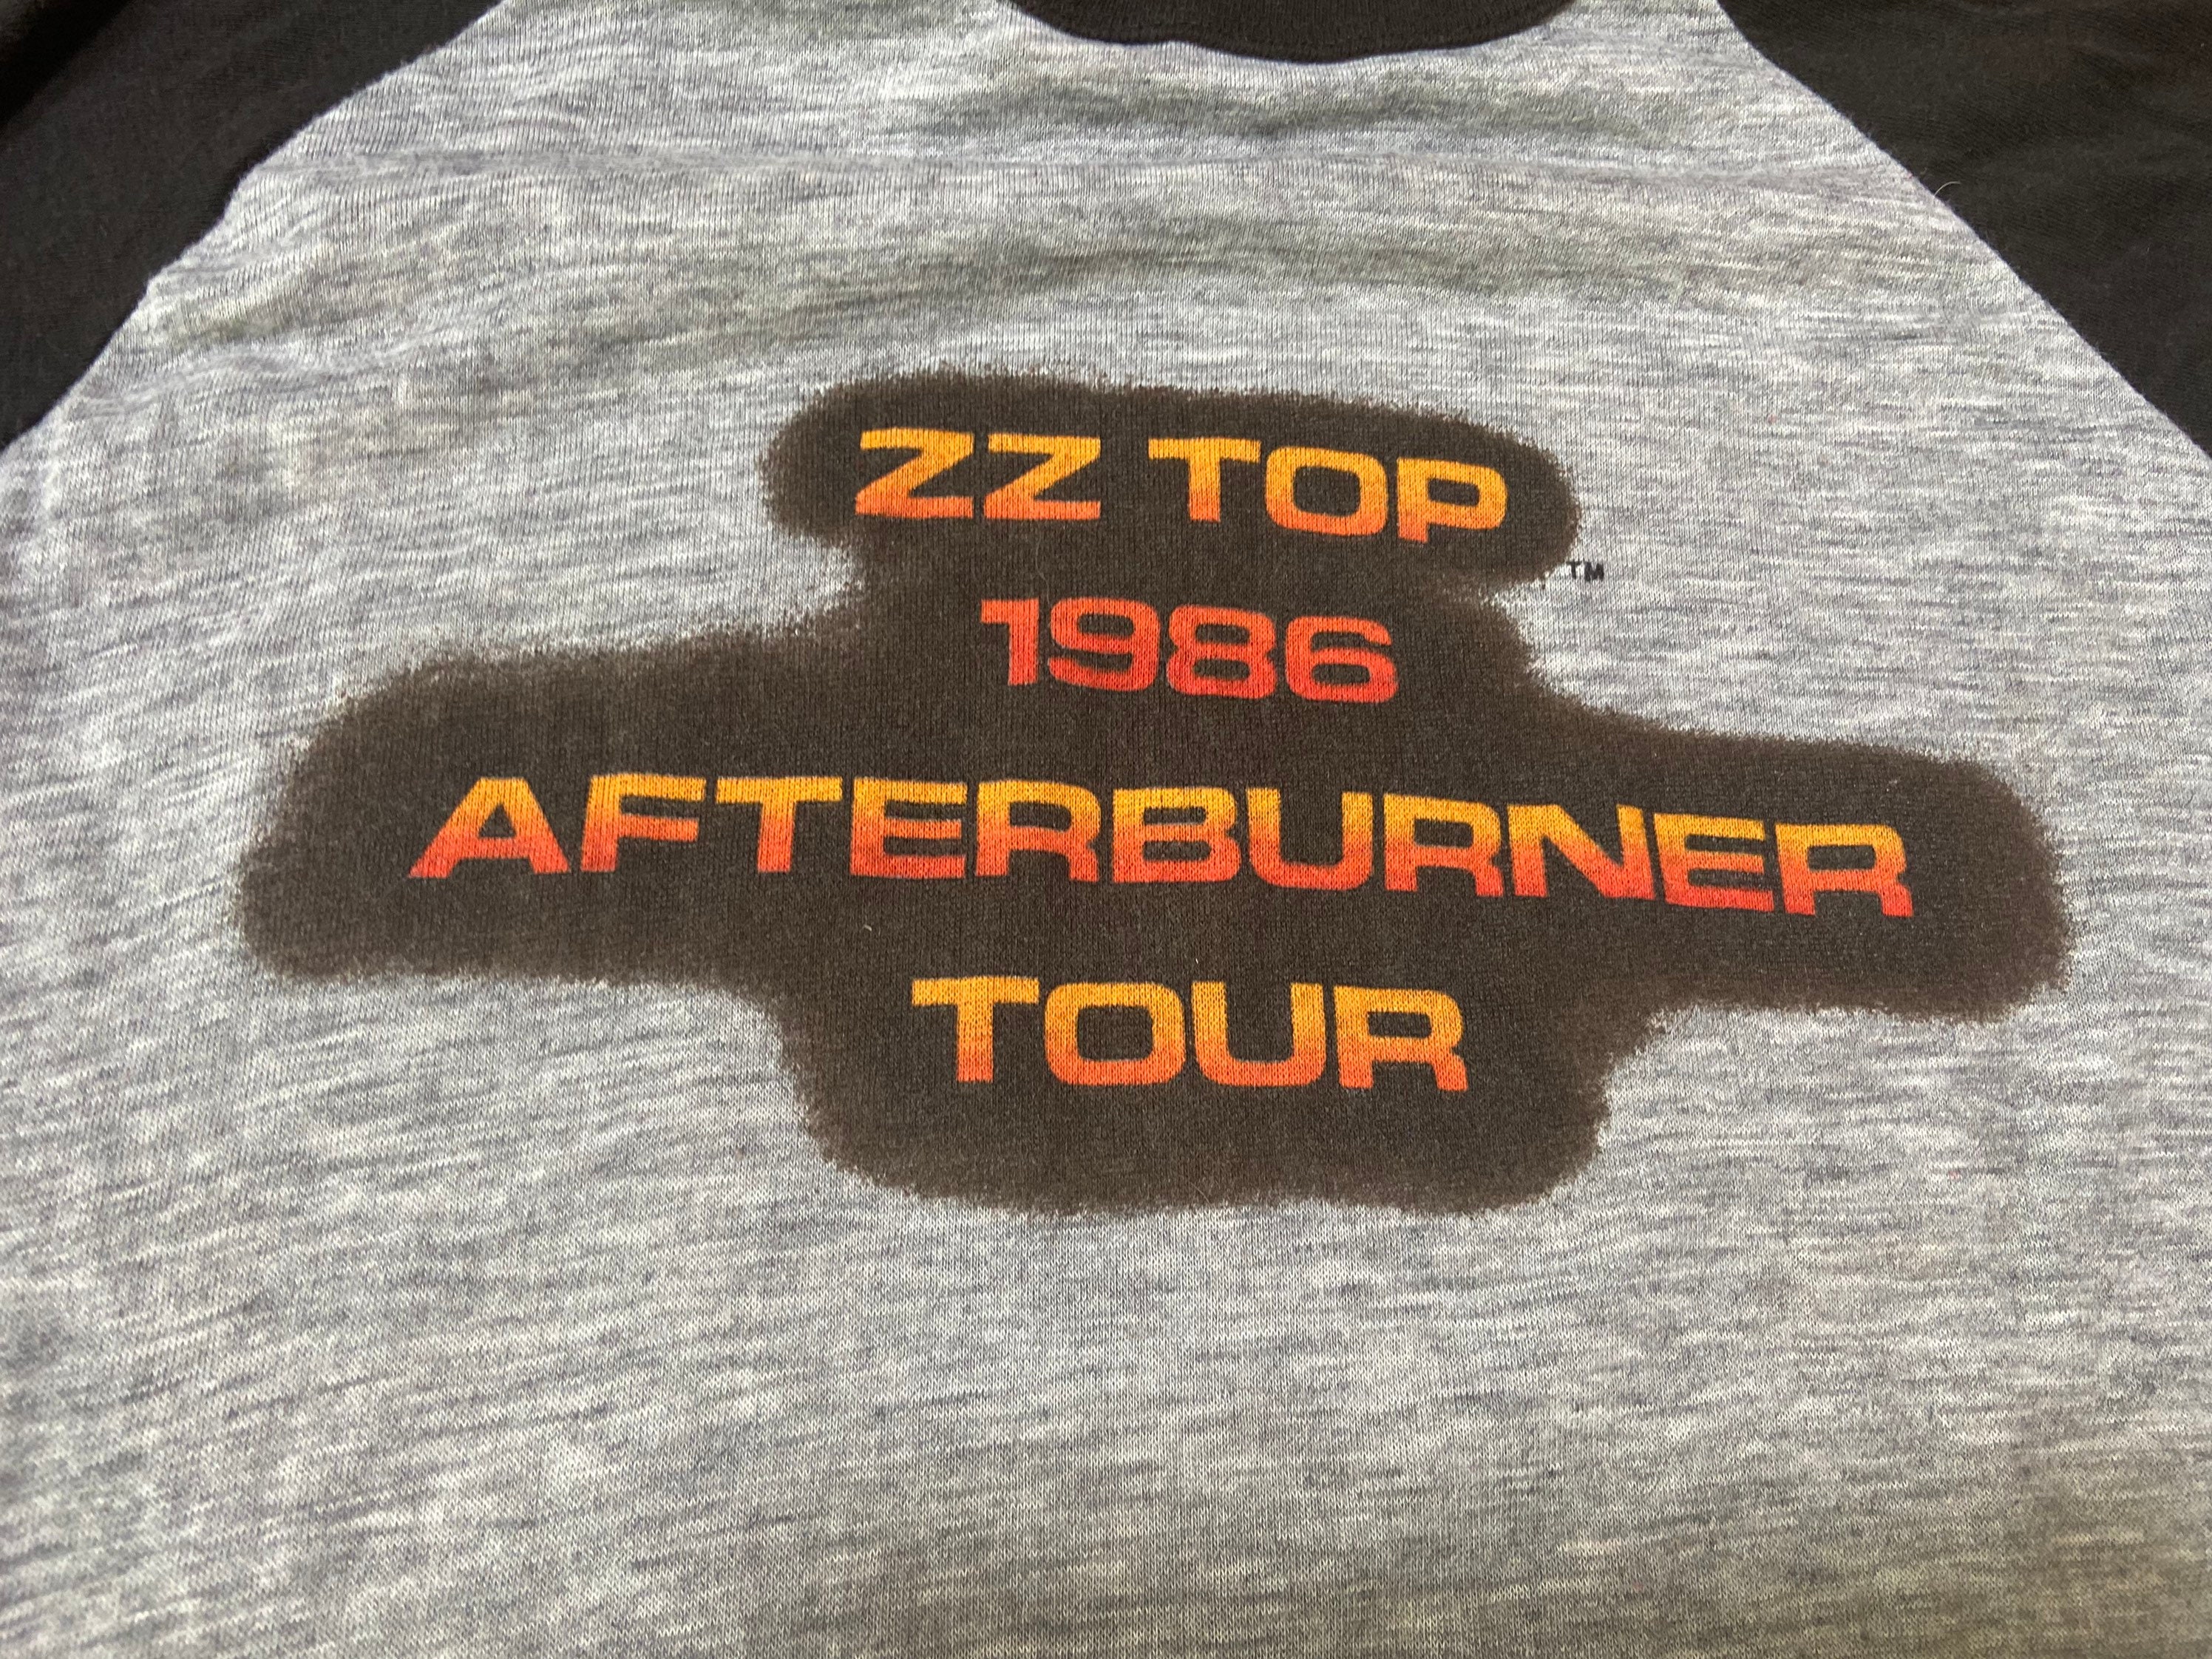 ZZ TOP
TM
1986
AFTERBURNER
TOUR